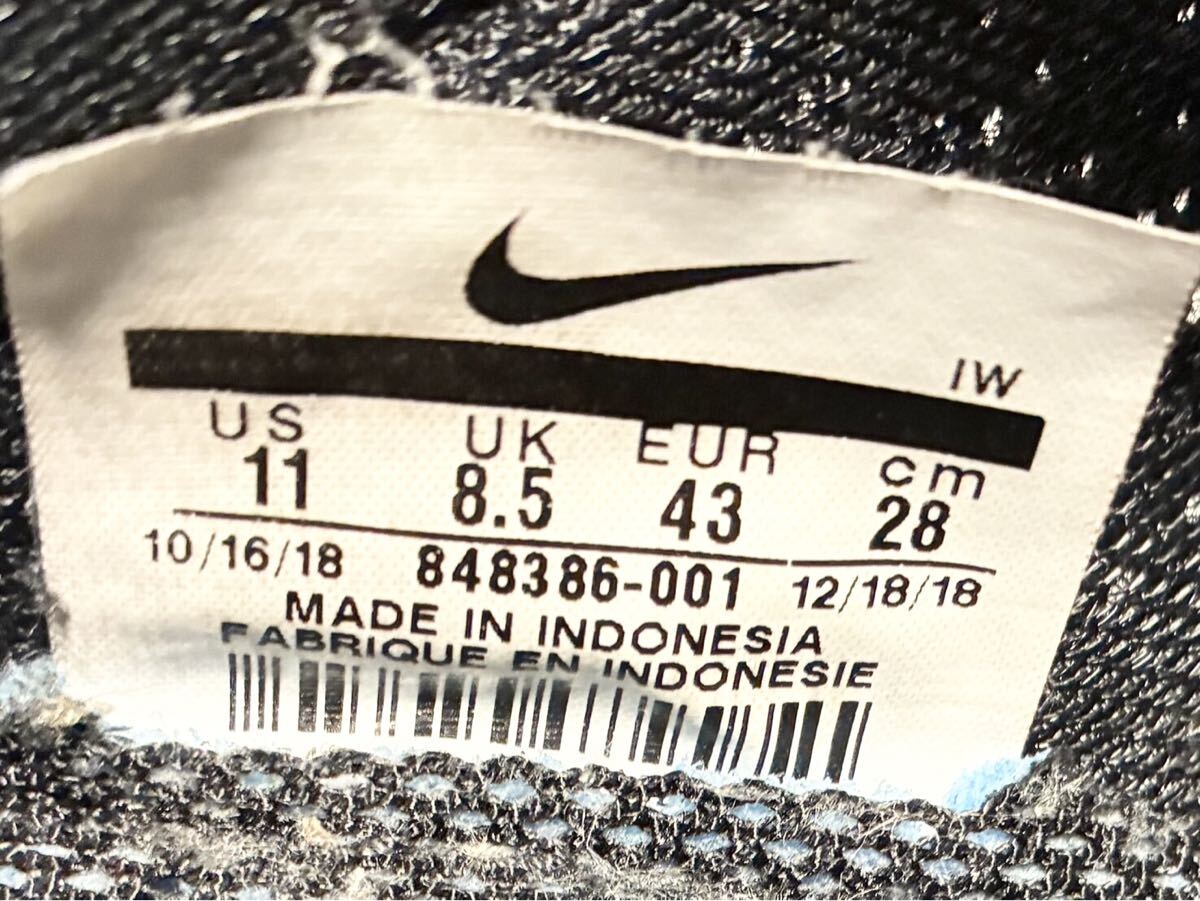 IW
US UK EUR cm
11 8.5 43 28
10/16/18 848386-001 12/18/18
MADE IN INDONESIA
FABRIQUE EN INDONESIE